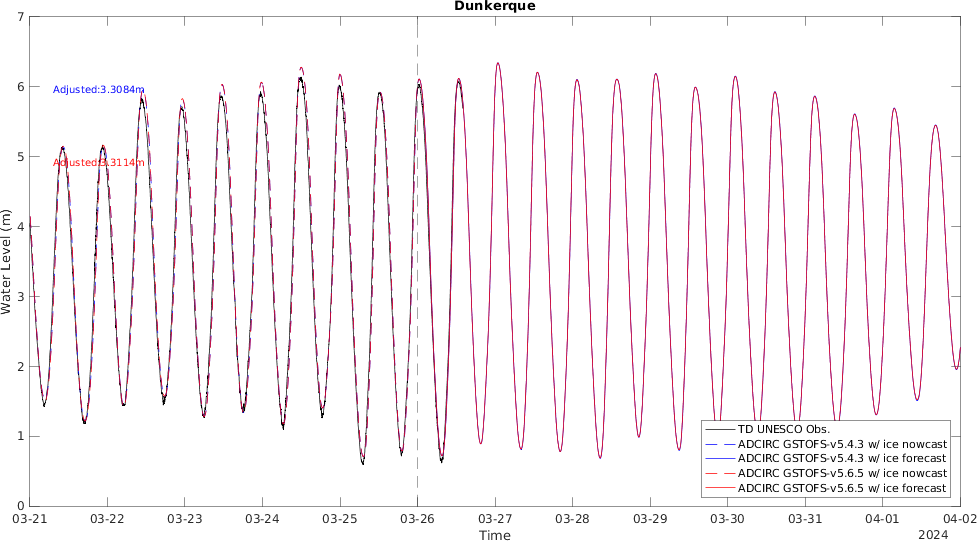 Dunkerque
7
6
5
4
3
2
1
0
Water Level (m)
Adjusted:3.3084m
Adjusted:3.3114m
TD UNESCO Obs.
ADCIRC GSTOFS-v5.4.3 w/ ice nowcast
ADCIRC GSTOFS-v5.4.3 w/ ice forecast
ADCIRC GSTOFS-v5.6.5 w/ ice nowcast
ADCIRC GSTOFS-v5.6.5 w/ ice forecast
03-21 03-22 03-23 03-24 03-25 03-26 03-27 03-28 03-29 03-30 03-31 04-01 04-02
Time
2024